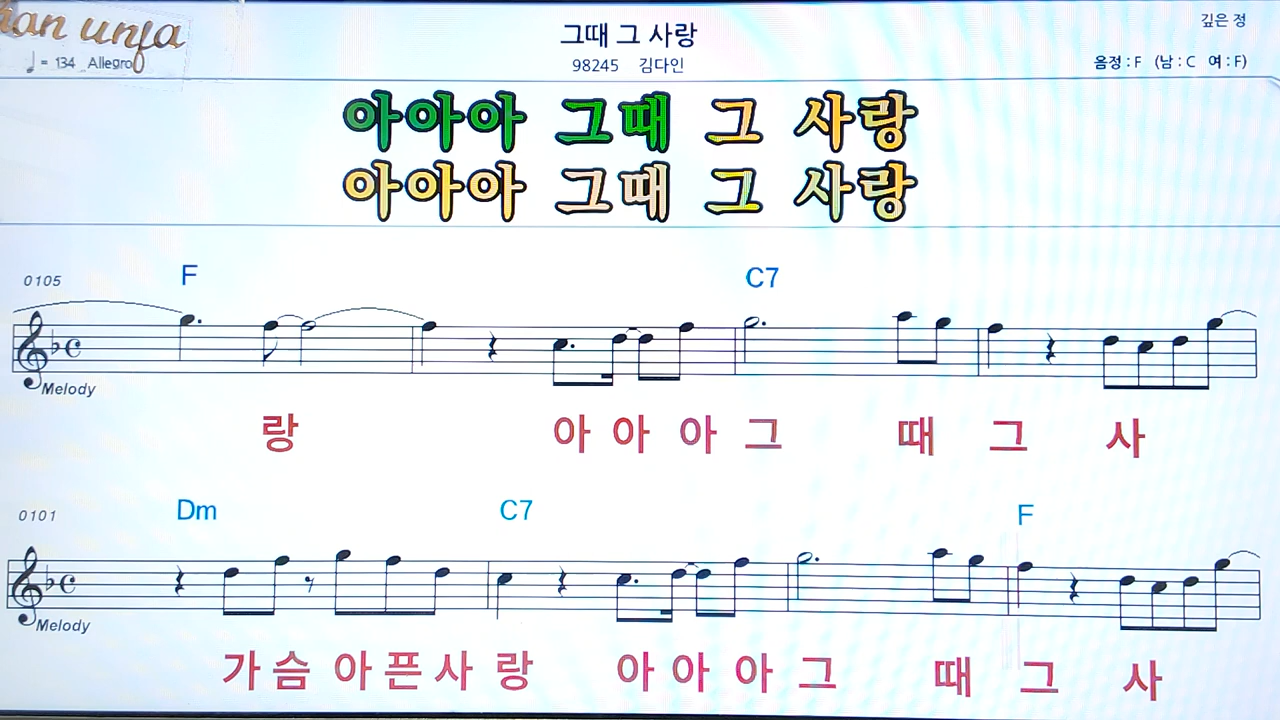 그때 그 사랑
깊은 정
♩ = 134 Allegro
98245 김다인
음정 : F (남 : C 여 : F)
아아아 그때 그 사랑
아아아 그때 그 사랑
F C7
0105
Melody
랑 아 아 아 그 때 그 사
Dm C7 F
0101
Melody
가 슴 아 픈 사 랑 아 아 아 그 때 그 사